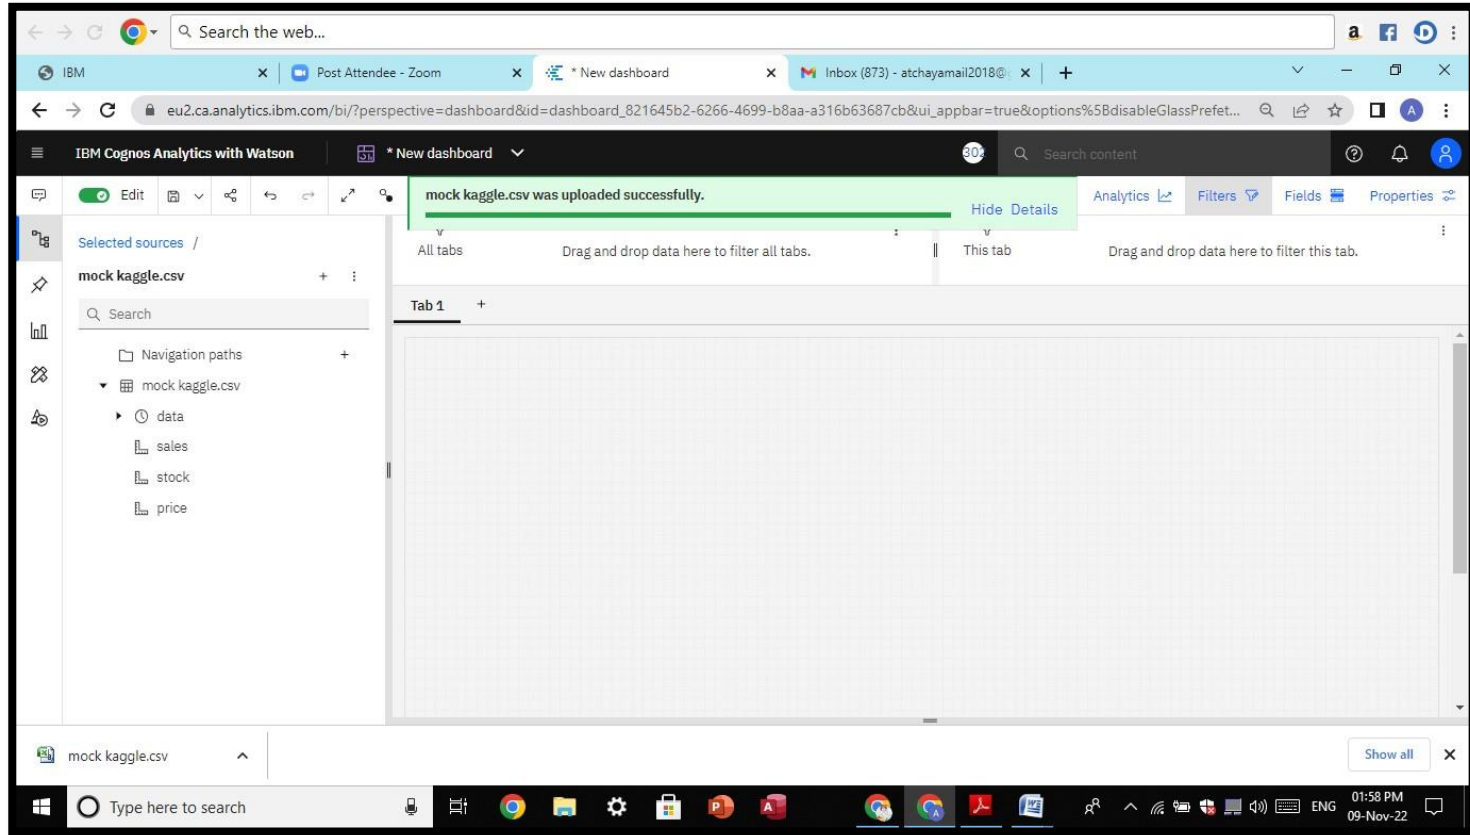 Search the web...
IBM
Post Attendee - Zoom
* New dashboard
Inbox (873) - atchayamail2018@
eu2.ca.analytics.ibm.com/bi/?perspective=dashboard&id=dashboard_821645b2-6266-4699-b8aa-a316b63687cb&ui_appbar=true&options%5BdisableGlassPrefet...
A
IBM Cognos Analytics with Watson
* New dashboard
302
Search content
Edit
mock kaggle.csv was uploaded successfully.
Hide Details
Analytics
Filters
Fields
Properties
Selected sources /
All tabs
Drag and drop data here to filter all tabs.
This tab
Drag and drop data here to filter this tab.
mock kaggle.csv
Search
Tab 1
Navigation paths
mock kaggle.csv
data
sales
stock
price
mock kaggle.csv
Show all
Type here to search
ENG
01:58 PM
09-Nov-22